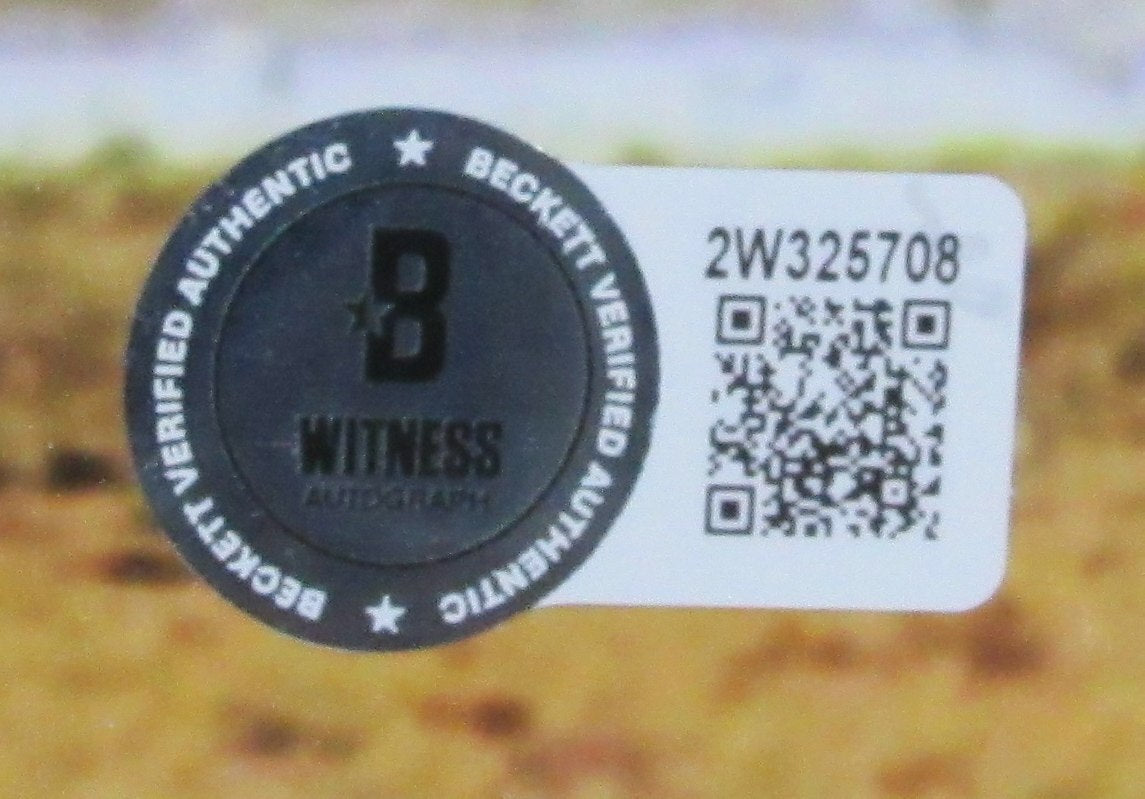 BECKETT VERIFIED AUTHENTIC ★ BECKETT VERIFIED AUTHENTIC ★
B
WITNESS
AUTOGRAPH
2W325708